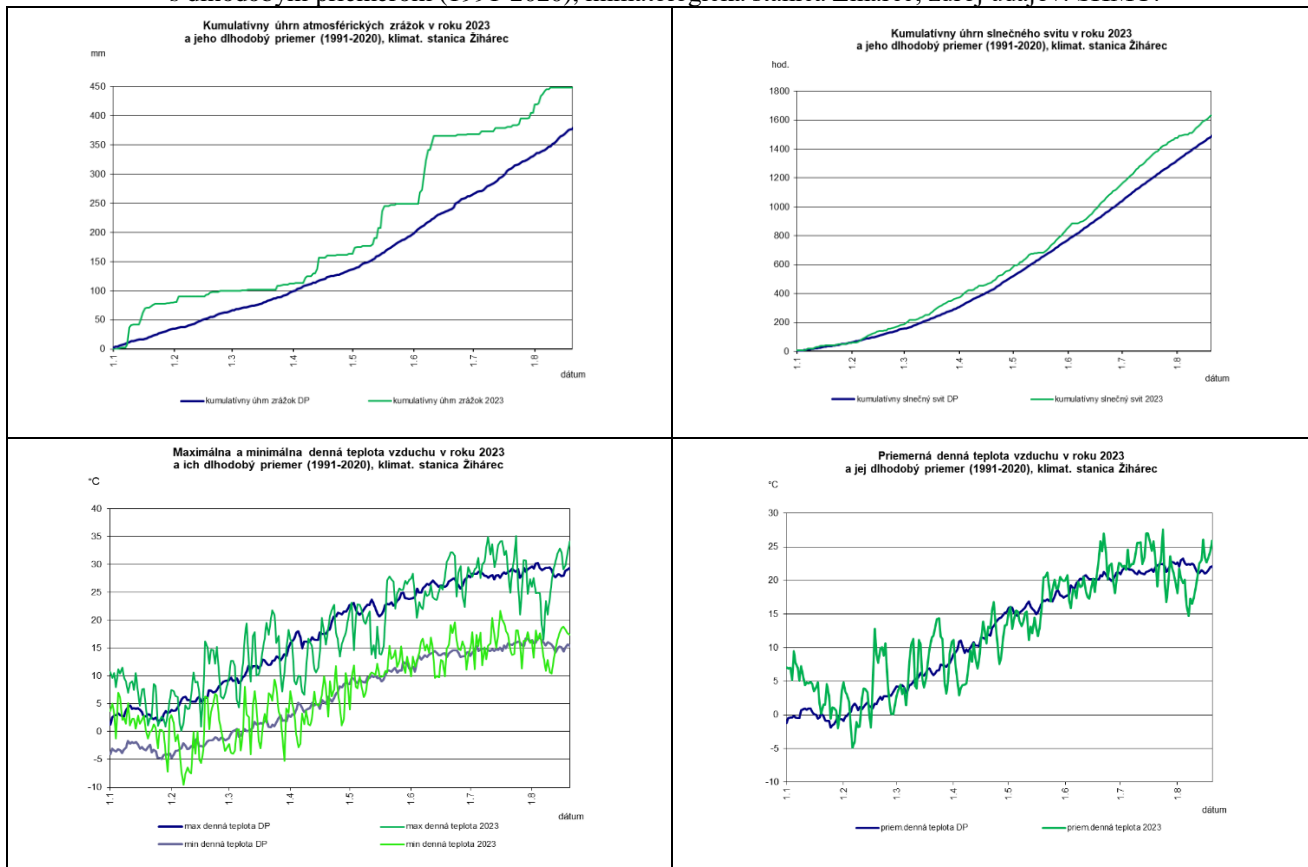 s dlhodobým priemerom (1991-2020), klimatologická stanica Žihárec, zdroj údajov: SHMÚ.
Kumulatívny úhrn atmosférických zrážok v roku 2023
a jeho dlhodobý priemer (1991-2020), klimat. stanica Žihárec
mm
450
400
350
300
250
200
150
100
50
0
1.1
1.2
1.3
1.4
1.5
1.6
1.7
1.8
dátum
kumulatívny úhrn zrážok DP
kumulatívny úhrn zrážok 2023
Kumulatívny úhrn slnečného svitu v roku 2023
a jeho dlhodobý priemer (1991-2020), klimat. stanica Žihárec
hod.
1800
1600
1400
1200
1000
800
600
400
200
0
1.1
1.2
1.3
1.4
1.5
1.6
1.7
1.8
dátum
kumulatívny slnečný svit DP
kumulatívny slnečný svit 2023
Maximálna a minimálna denná teplota vzduchu v roku 2023
a ich dlhodobý priemer (1991-2020), klimat. stanica Žihárec
°C
40
35
30
25
20
15
10
5
0
-5
-10
1.1
1.2
1.3
1.4
1.5
1.6
1.7
1.8
dátum
max denná teplota DP
max denná teplota 2023
min denná teplota DP
min denná teplota 2023
Priemerná denná teplota vzduchu v roku 2023
a jej dlhodobý priemer (1991-2020), klimat. stanica Žihárec
°C
30
25
20
15
10
5
0
-5
-10
1.1
1.2
1.3
1.4
1.5
1.6
1.7
1.8
dátum
priem.denná teplota DP
priem.denná teplota 2023